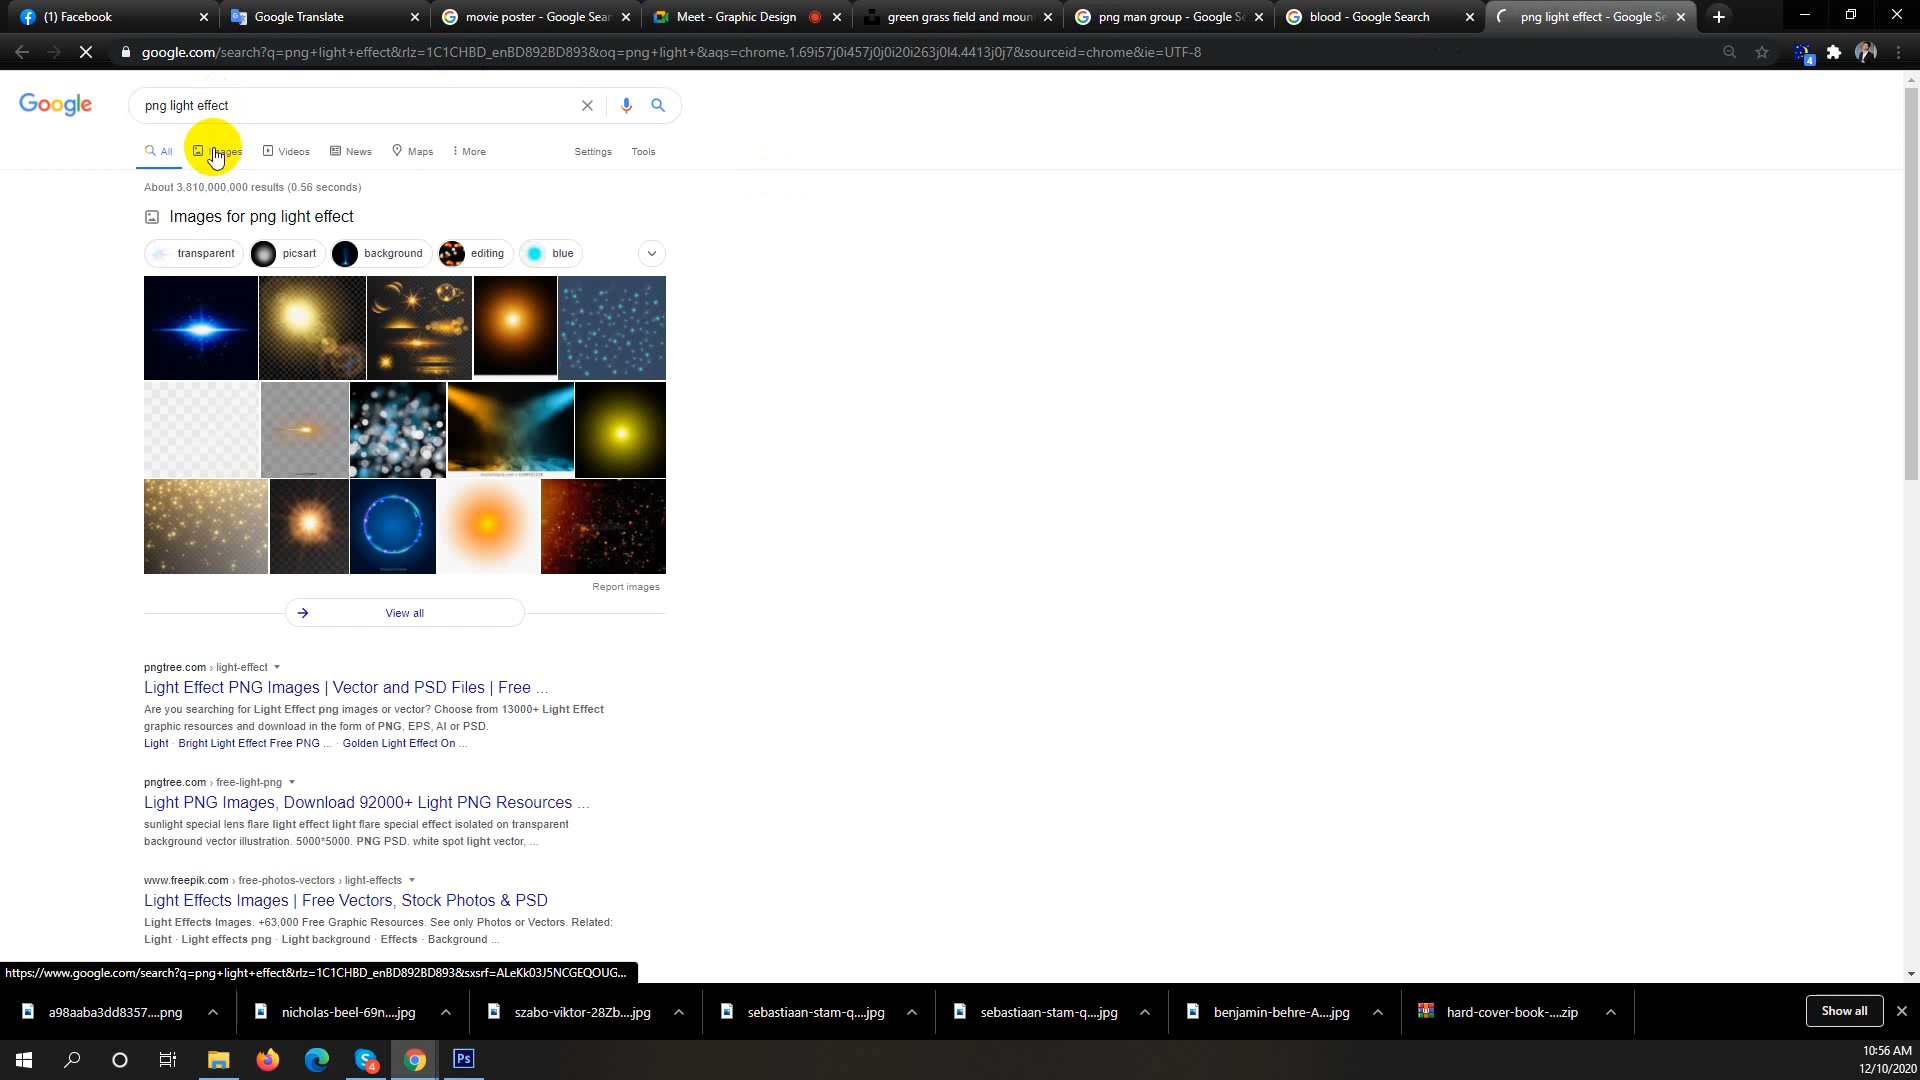 (1) Facebook
Google Translate
movie poster - Google Sear
Meet - Graphic Design
green grass field and moun
png man group - Google Se
blood - Google Search
png light effect - Google Se
google.com/search?q=png+light+effect&rlz=1C1CHBD_enBD892BD893&oq=png+light+&aqs=chrome.1.69i57j0i457j0j0i20i263j0l4.4413j0j7&sourceid=chrome&ie=UTF-8
4
Google
png light effect
All
Images
Videos
News
Maps
More
Settings
Tools
About 3,810,000,000 results (0.56 seconds)
Images for png light effect
transparent
picsart
background
editing
blue
Report images
View all
pngtree.com › light-effect
Light Effect PNG Images | Vector and PSD Files | Free ...
Are you searching for Light Effect png images or vector? Choose from 13000+ Light Effect
graphic resources and download in the form of PNG, EPS, AI or PSD.
Light · Bright Light Effect Free PNG ... · Golden Light Effect On ...
pngtree.com › free-light-png
Light PNG Images, Download 92000+ Light PNG Resources ...
sunlight special lens flare light effect light flare special effect isolated on transparent
background vector illustration. 5000*5000. PNG PSD. white spot light vector, ...
www.freepik.com › free-photos-vectors › light-effects
Light Effects Images | Free Vectors, Stock Photos & PSD
Light Effects Images. +63,000 Free Graphic Resources. See only Photos or Vectors. Related:
Light · Light effects png · Light background · Effects · Background ...
https://www.google.com/search?q=png+light+effect&rlz=1C1CHBD_enBD892BD893&sxsrf=ALeKk03J5NCGEQOUG...
a98aaba3dd8357....png
nicholas-beel-69n....jpg
szabo-viktor-28Zb....jpg
sebastiaan-stam-q....jpg
sebastiaan-stam-q....jpg
benjamin-behre-A....jpg
hard-cover-book-....zip
Show all
4
Ps
10:56 AM
12/10/2020